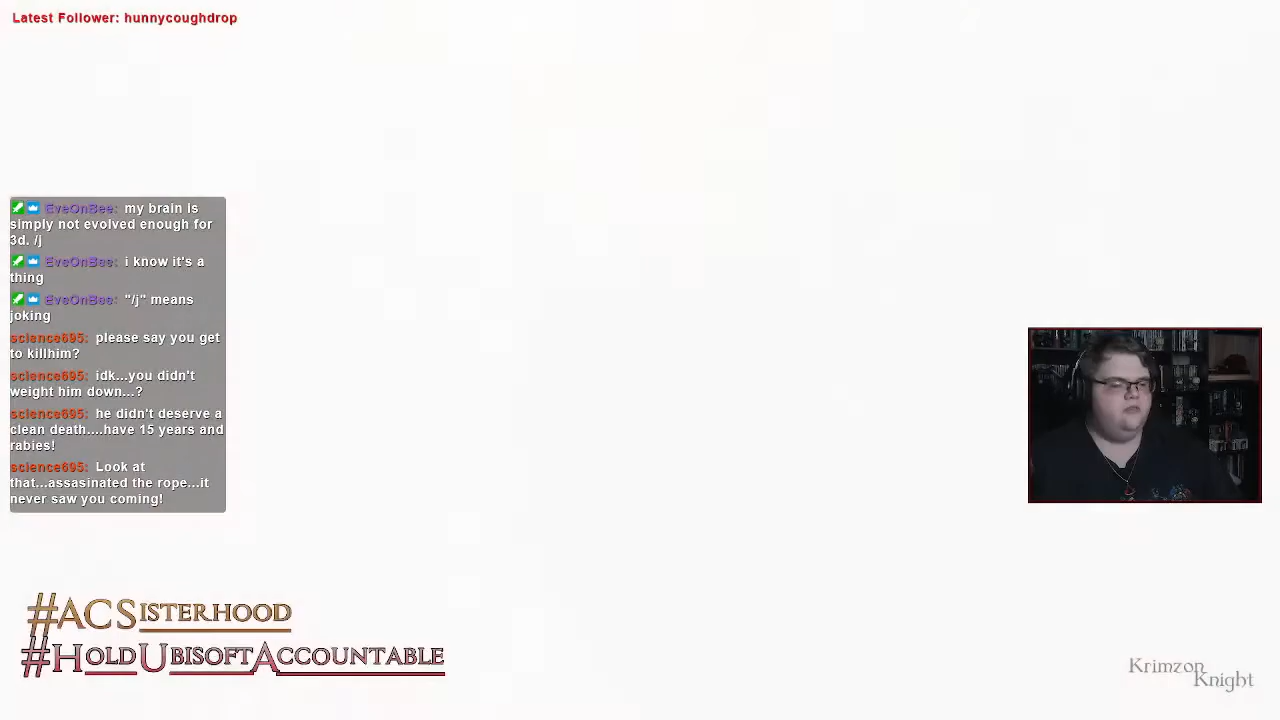 Latest Follower: hunnycoughdrop
EveOnBee: my brain is
simply not evolved enough for
3d. /j
EveOnBee: i know it's a
thing
EveOnBee: "/j" means
joking
science695: please say you get
to killhim?
science695: idk...you didn't
weight him down...?
science695: he didn't deserve a
clean death....have 15 years and
rabies!
science695: Look at
that...assasinated the rope...it
never saw you coming!
#ACSisterhood
#HoldUbisoftAccountable
Krimzon
Knight